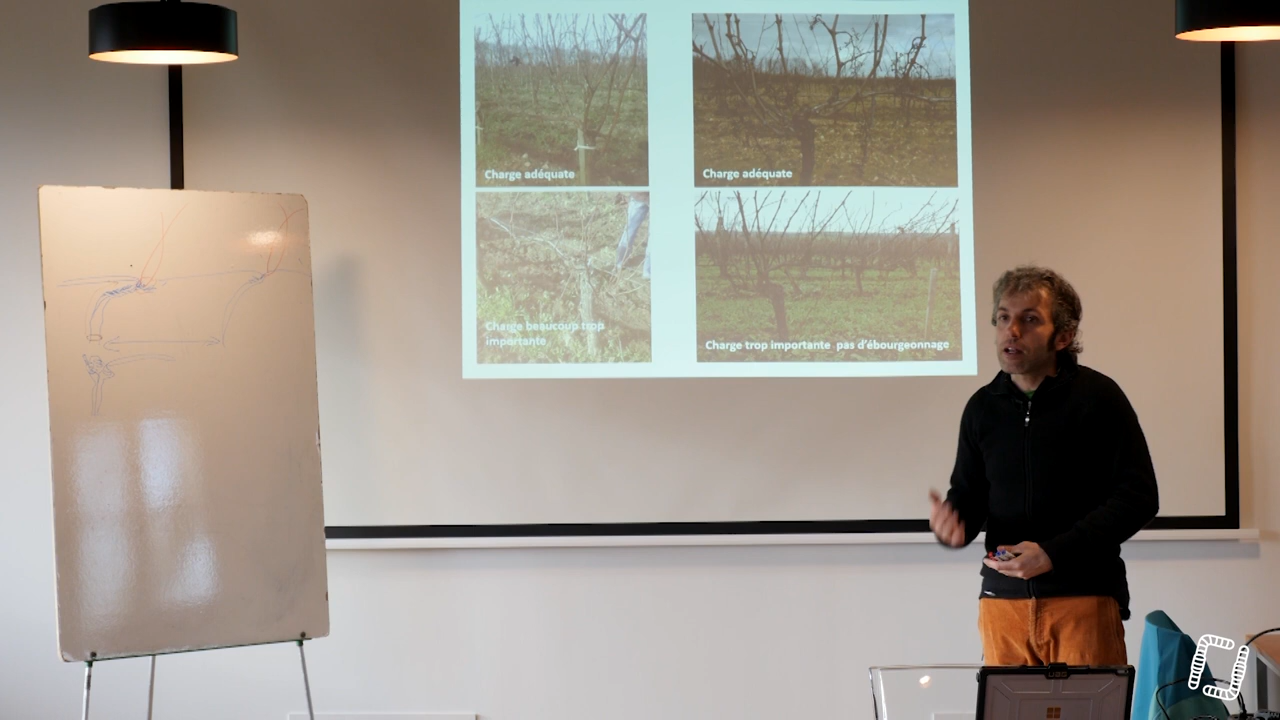 Charge adéquate
Charge adéquate
Charge beaucoup trop
importante
Charge trop importante pas d'ébourgeonnage